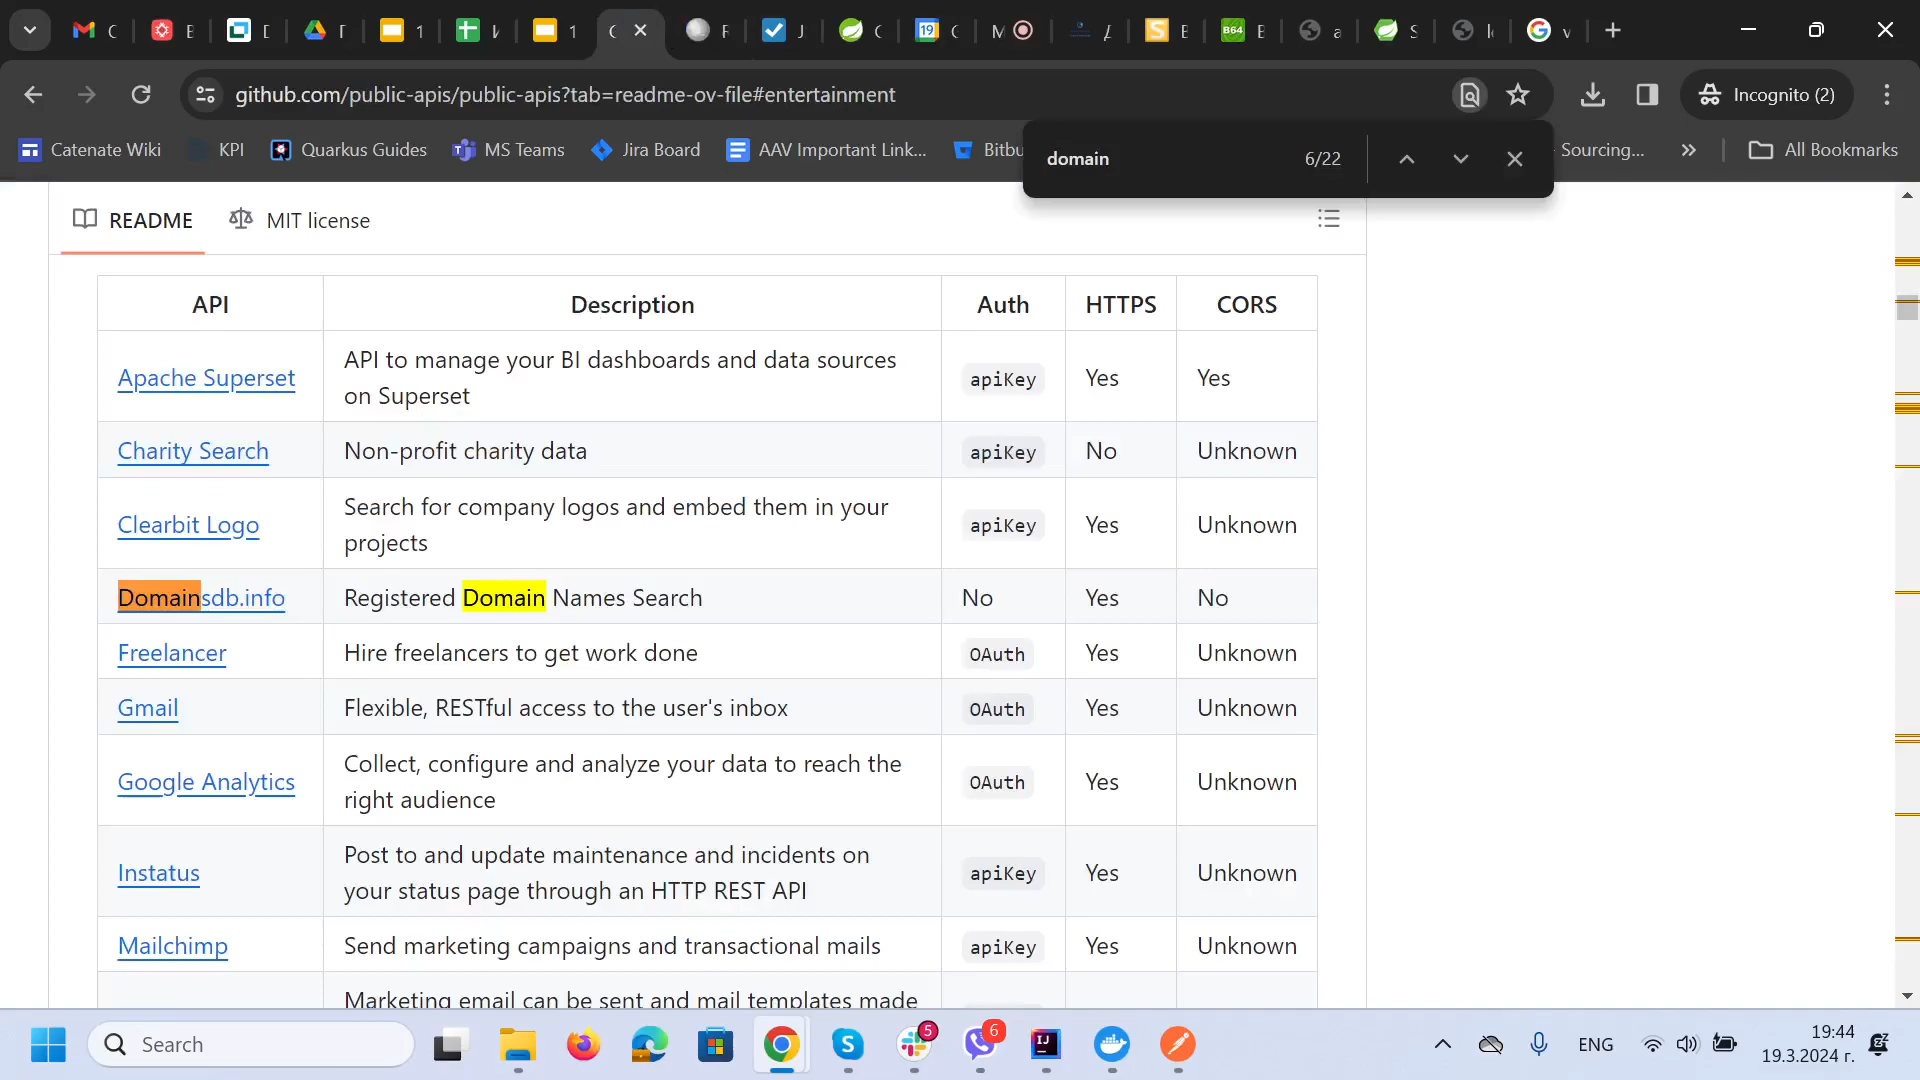 github.com/public-apis/public-apis?tab=readme-ov-file#entertainment
Incognito (2)
Catenate Wiki
KPI
Quarkus Guides
MS Teams
Jira Board
AAV Important Link...
Bitbu
Sourcing...
All Bookmarks
domain
6/22
README
MIT license
API Description Auth HTTPS CORS
Apache Superset
API to manage your BI dashboards and data sources
on Superset
apiKey Yes Yes
Charity Search Non-profit charity data apiKey No Unknown
Clearbit Logo
Search for company logos and embed them in your
projects
apiKey Yes Unknown
Domainsdb.info Registered Domain Names Search No Yes No
Freelancer Hire freelancers to get work done OAuth Yes Unknown
Gmail Flexible, RESTful access to the user's inbox OAuth Yes Unknown
Google Analytics
Collect, configure and analyze your data to reach the
right audience
OAuth Yes Unknown
Instatus
Post to and update maintenance and incidents on
your status page through an HTTP REST API
apiKey Yes Unknown
Mailchimp Send marketing campaigns and transactional mails apiKey Yes Unknown
Marketing email can be sent and mail templates made
Search
5
6
ENG
19:44
19.3.2024 г.